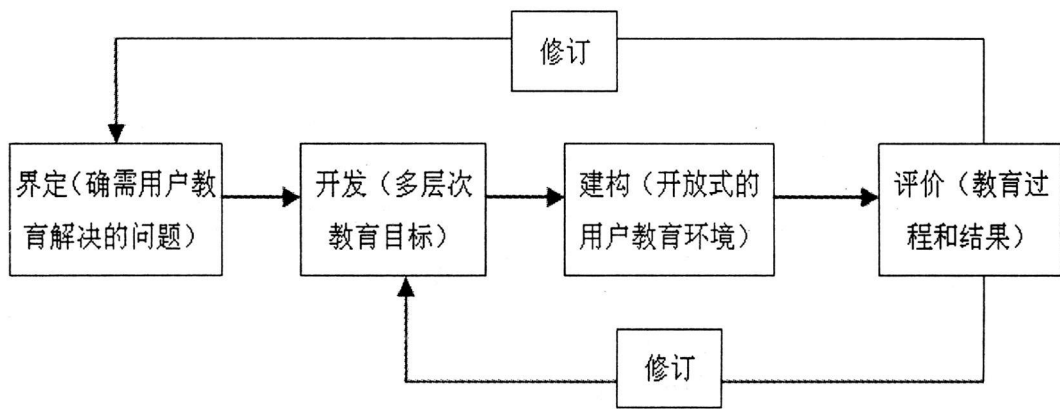 修订
界定（确需用户教
育解决的问题）
开发（多层次
教育目标）
建构（开放式的
用户教育环境）
评价（教育过
程和结果）
修订